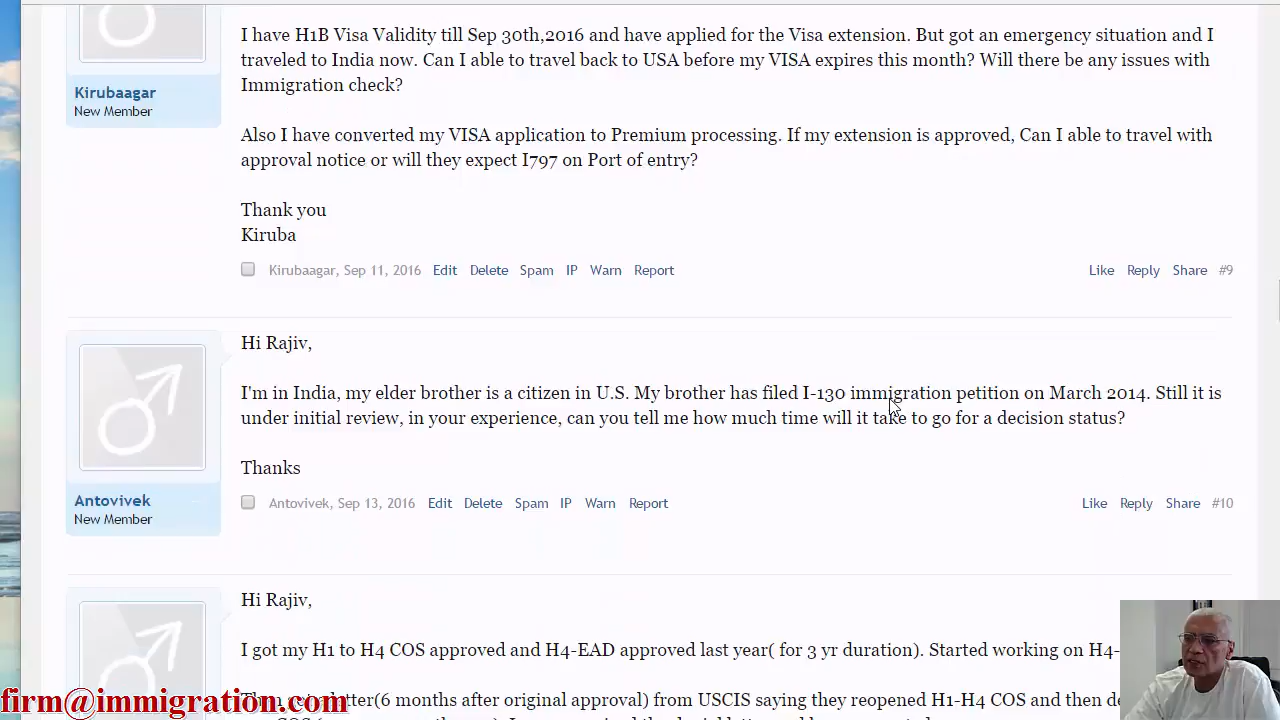 I have H1B Visa Validity till Sep 30th,2016 and have applied for the Visa extension. But got an emergency situation and I
traveled to India now. Can I able to travel back to USA before my VISA expires this month? Will there be any issues with
Immigration check?
Kirubaagar
New Member
Also I have converted my VISA application to Premium processing. If my extension is approved, Can I able to travel with
approval notice or will they expect I797 on Port of entry?
Thank you
Kiruba
Kirubaagar, Sep 11, 2016 Edit Delete Spam IP Warn Report Like Reply Share #9
Hi Rajiv,
I'm in India, my elder brother is a citizen in U.S. My brother has filed I-130 immigration petition on March 2014. Still it is
under initial review, in your experience, can you tell me how much time will it take to go for a decision status?
Thanks
Antovivek
New Member
Antovivek, Sep 13, 2016 Edit Delete Spam IP Warn Report Like Reply Share #10
Hi Rajiv,
I got my H1 to H4 COS approved and H4-EAD approved last year( for 3 yr duration). Started working on H4-
letter(6 months after original approval) from USCIS saying they reopened H1-H4 COS and then
firm@immigration.com